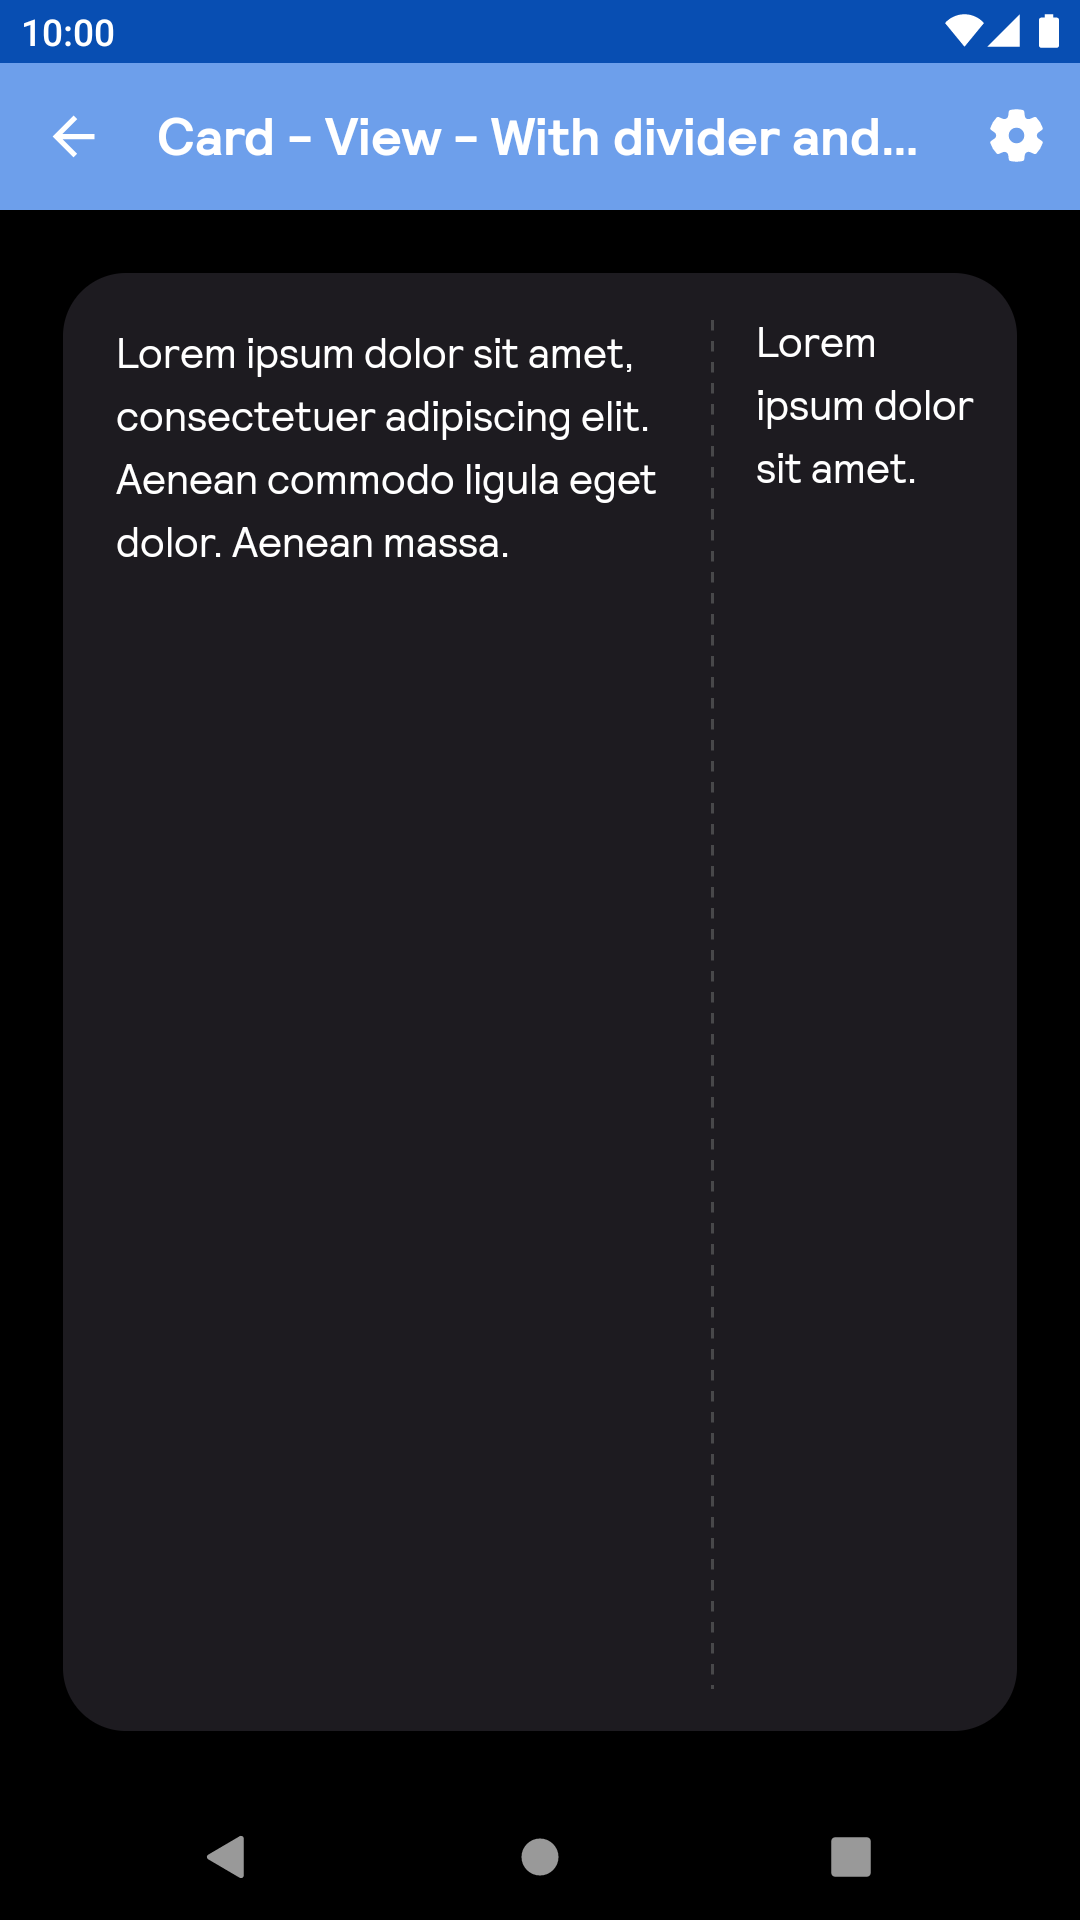 10:00
Card - View - With divider and...
Lorem ipsum dolor sit amet,
consectetuer adipiscing elit.
Aenean commodo ligula eget
dolor. Aenean massa.
Lorem
ipsum dolor
sit amet.